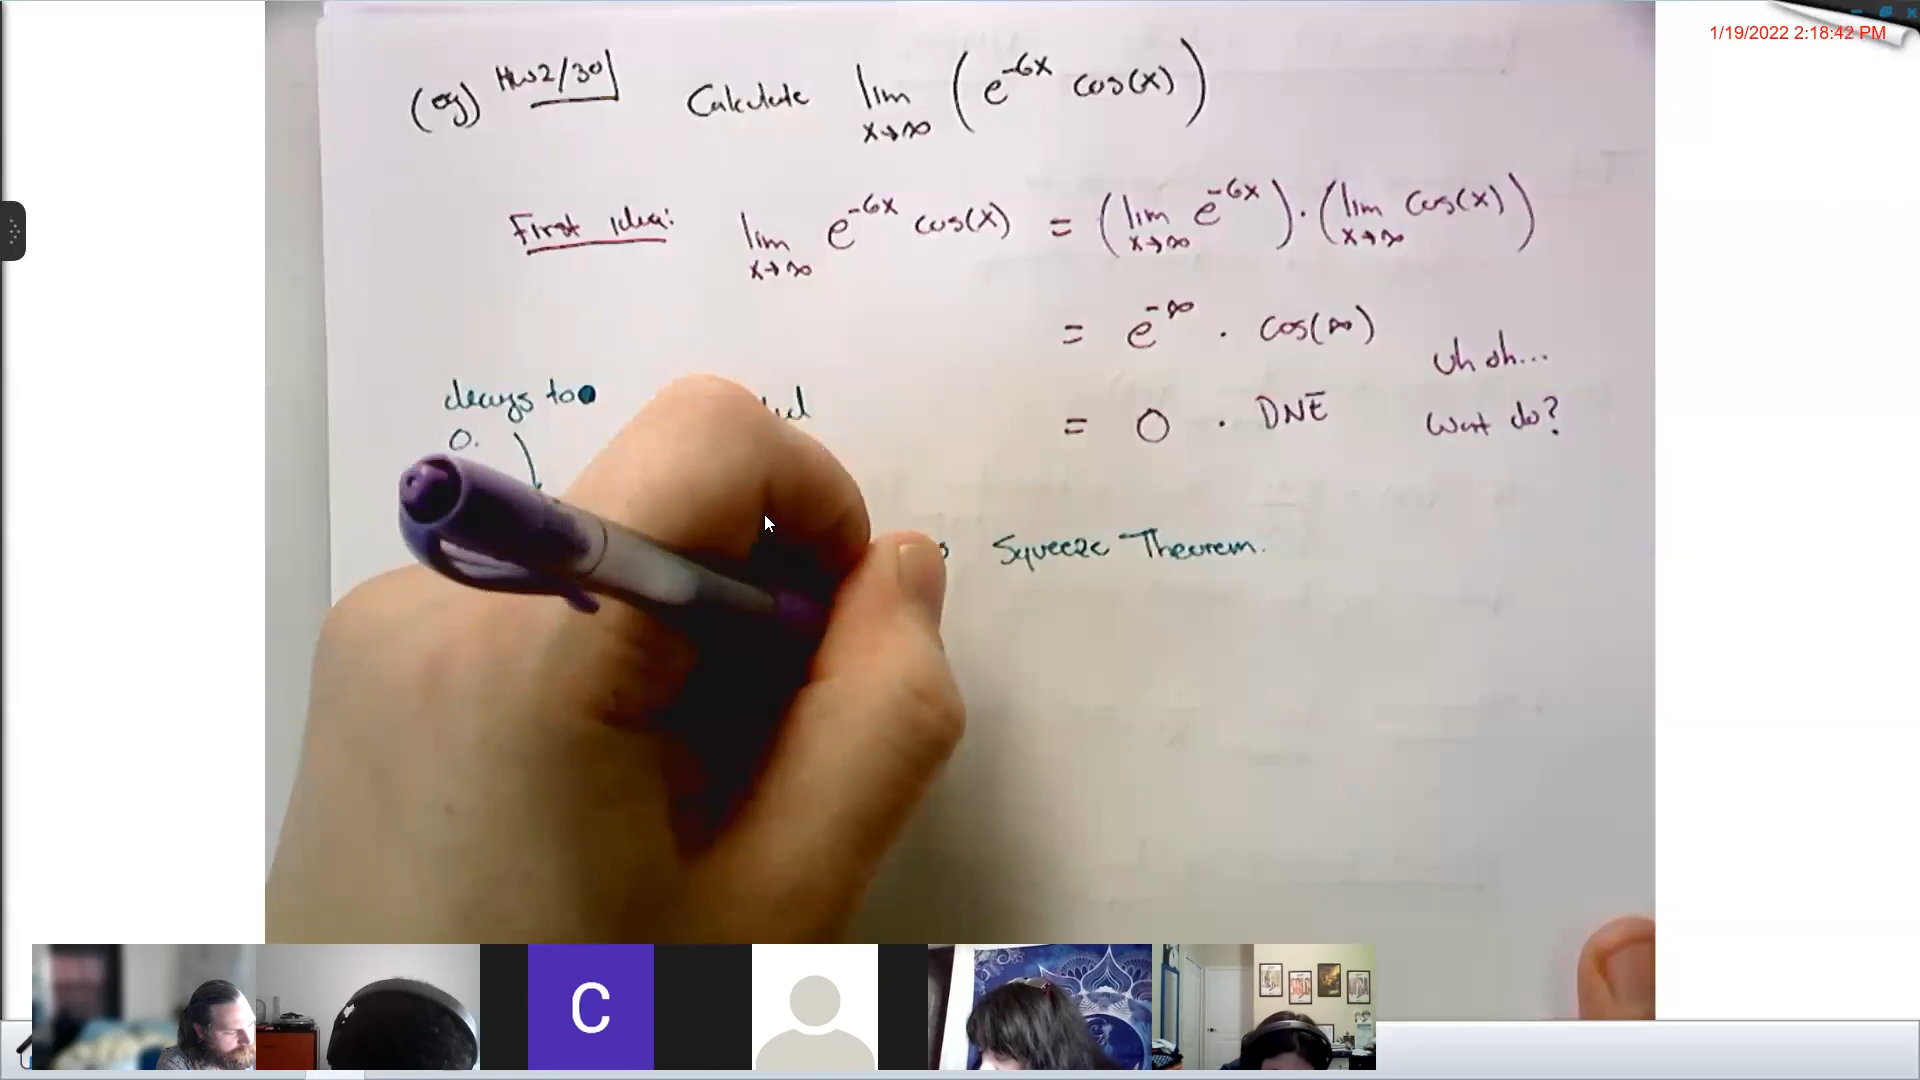 1/19/2022 2:18:42 PM
(eg) HW2/30 Calculate lim x→∞ (e^-6x cos(x))
First idea: lim x→∞ e^-6x cos(x) = (lim x→∞ e^-6x) · (lim x→∞ cos(x))
= e^-∞ · cos(∞)
uh oh...
decays to
0.
= 0 · DNE
Wat do?
Squeeze Theorem.
C